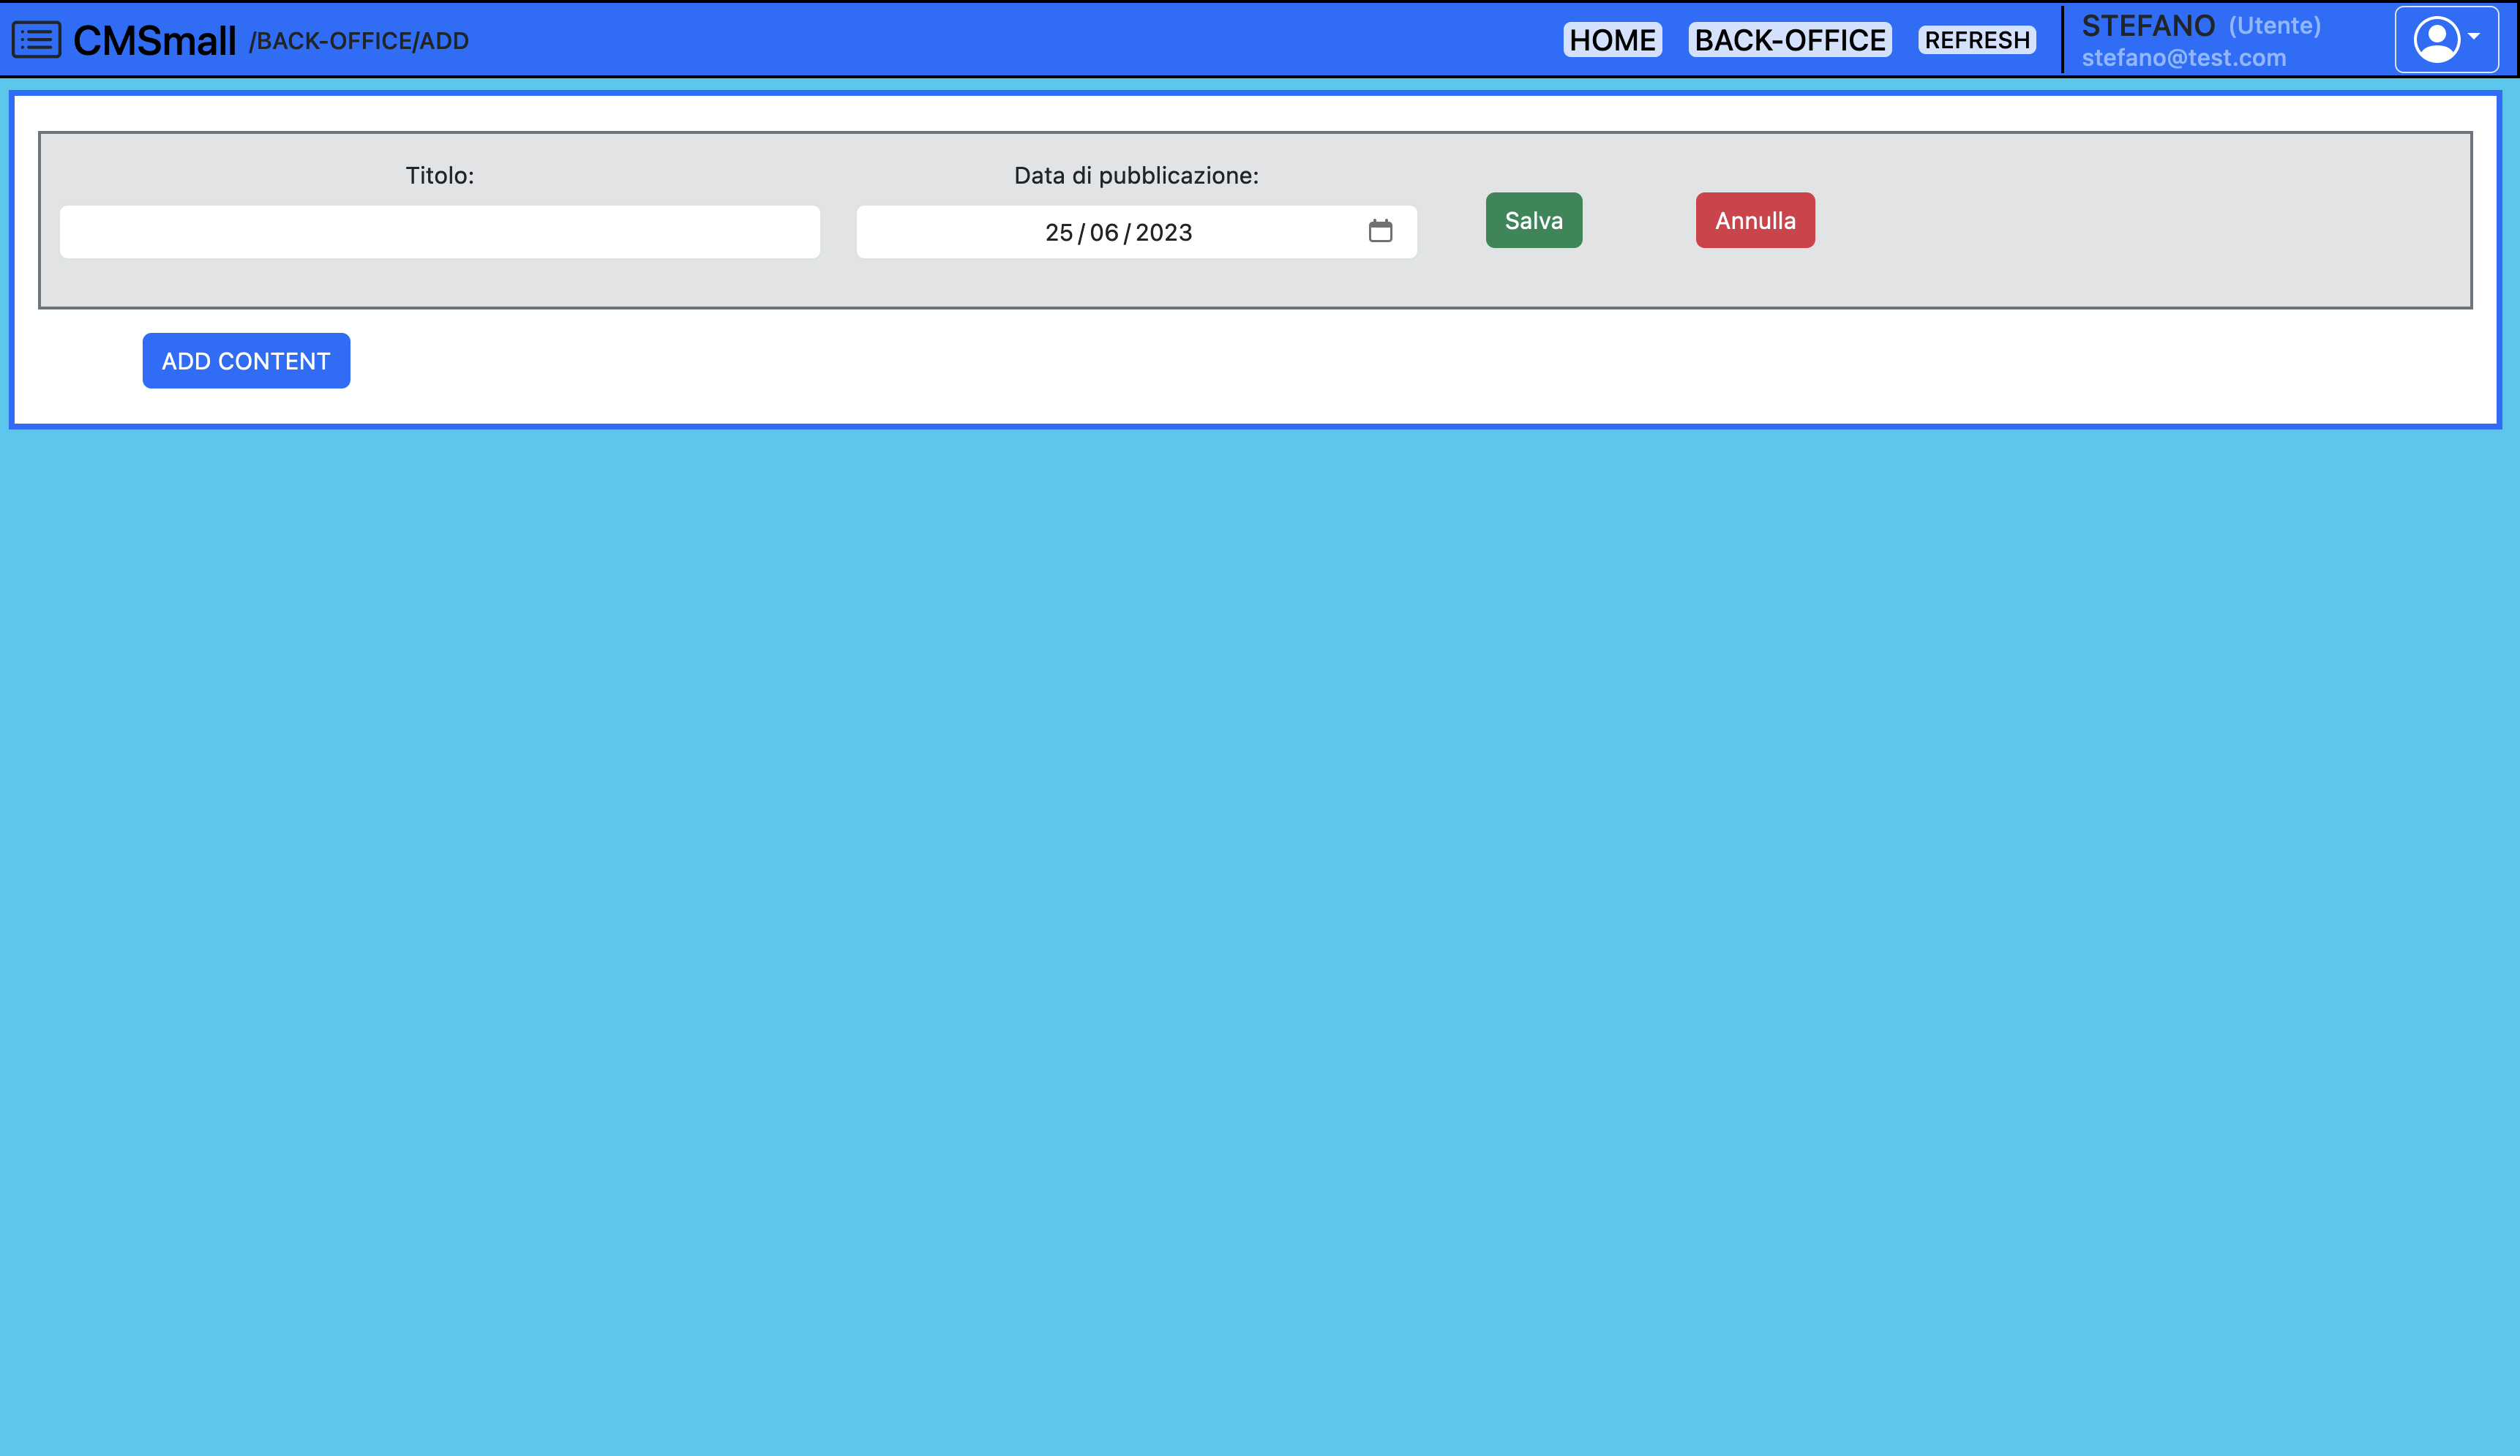 CMSmall /BACK-OFFICE/ADD HOME BACK-OFFICE REFRESH
STEFANO (Utente)
stefano@test.com
Titolo:
Data di pubblicazione:
25/06/2023
Salva
Annulla
ADD CONTENT